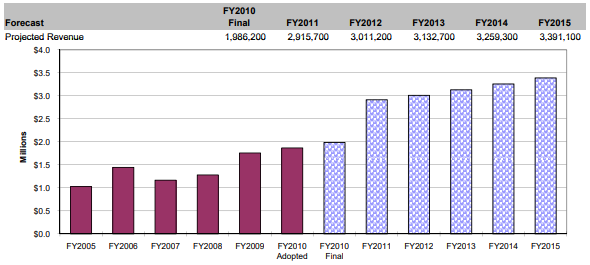 FY2010
Forecast Final FY2011 FY2012 FY2013 FY2014 FY2015
Projected Revenue 1,986,200 2,915,700 3,011,200 3,132,700 3,259,300 3,391,100
$4.0
$3.5
$3.0
$2.5
$2.0
$1.5
$1.0
$0.5
$0.0
Millions
FY2005 FY2006 FY2007 FY2008 FY2009 FY2010 FY2010 FY2011 FY2012 FY2013 FY2014 FY2015
Adopted Final